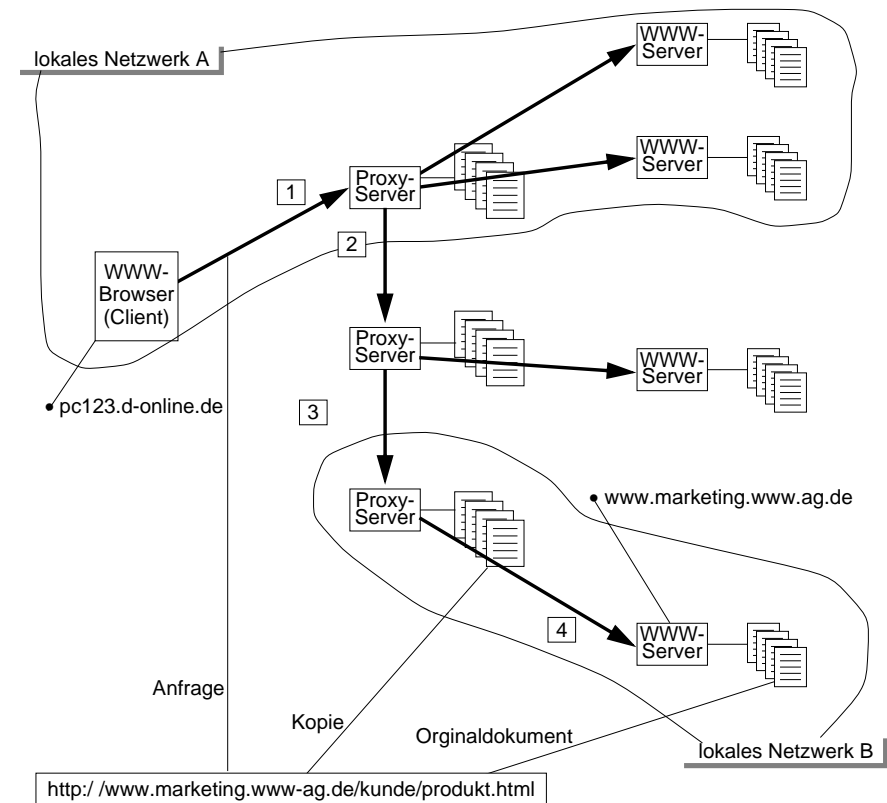 WWW-
Server
lokales Netzwerk A
WWW-
Server
Proxy-
Server
1
2
WWW-
Browser
(Client)
Proxy-
Server
WWW-
Server
pc123.d-online.de
3
Proxy-
Server
www.marketing.www.ag.de
4
WWW-
Server
Anfrage
Kopie
Orginaldokument
lokales Netzwerk B
http:/ /www.marketing.www-ag.de/kunde/produkt.html